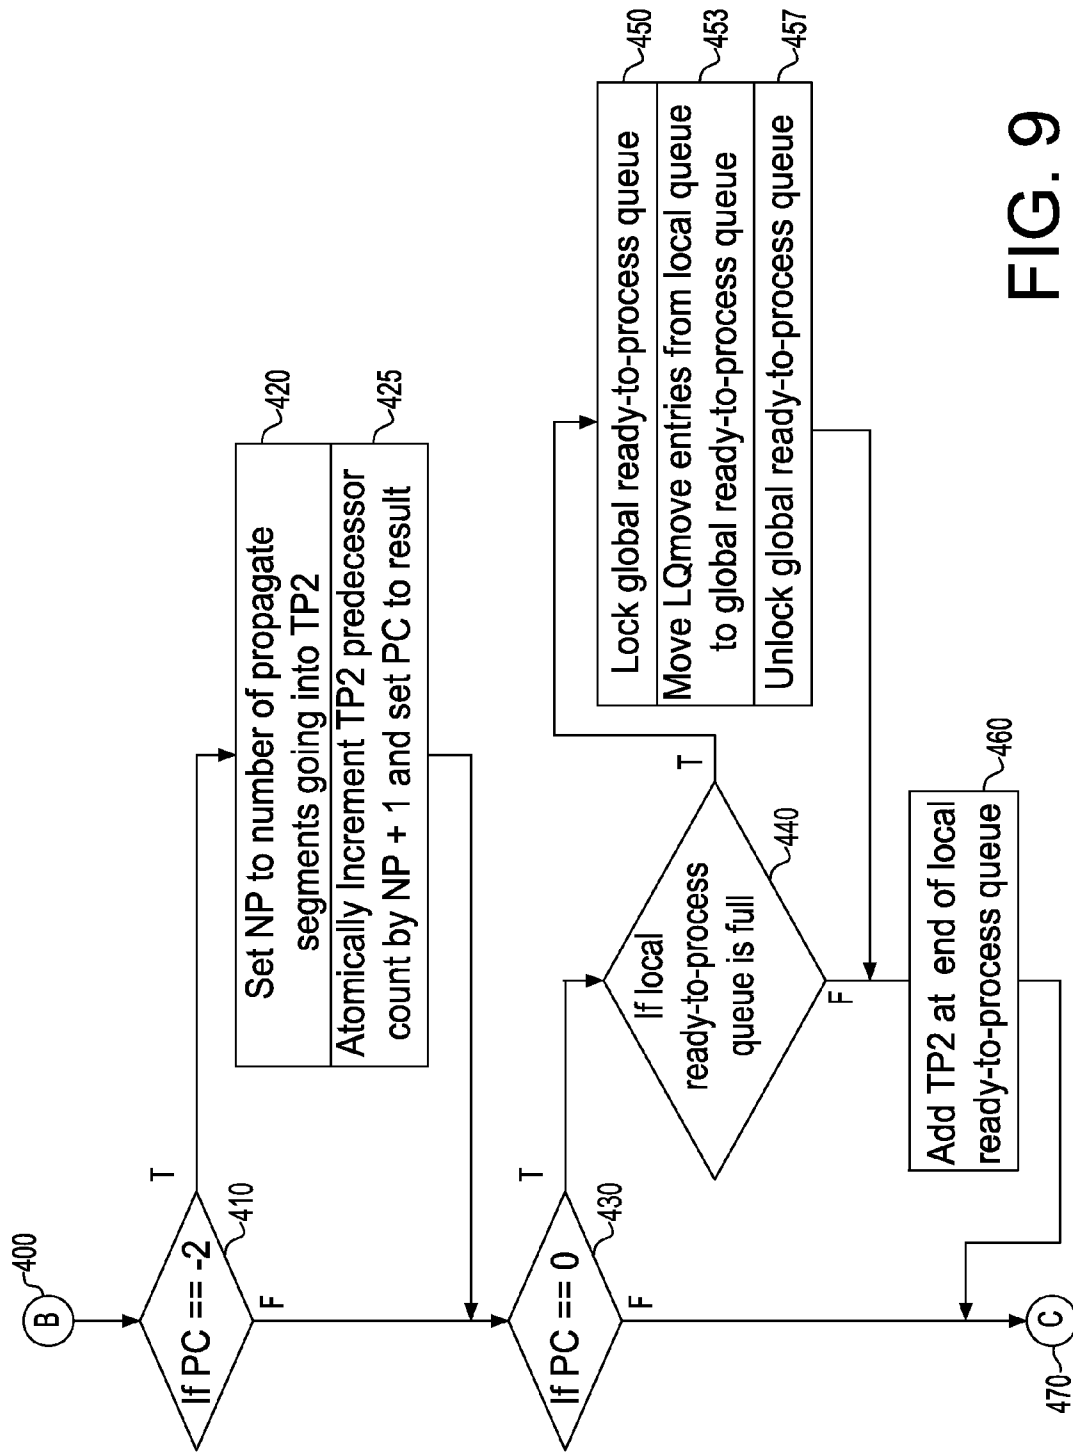 B
400
If PC == -2
410
T
F
Set NP to number of propagate
segments going into TP2
420
Atomically Increment TP2 predecessor
count by NP + 1 and set PC to result
425
If PC == 0
430
T
F
If local
ready-to-process
queue is full
440
T
F
Lock global ready-to-process queue
450
Move LQmove entries from local queue
to global ready-to-process queue
453
Unlock global ready-to-process queue
457
Add TP2 at end of local
ready-to-process queue
460
C
470
FIG. 9